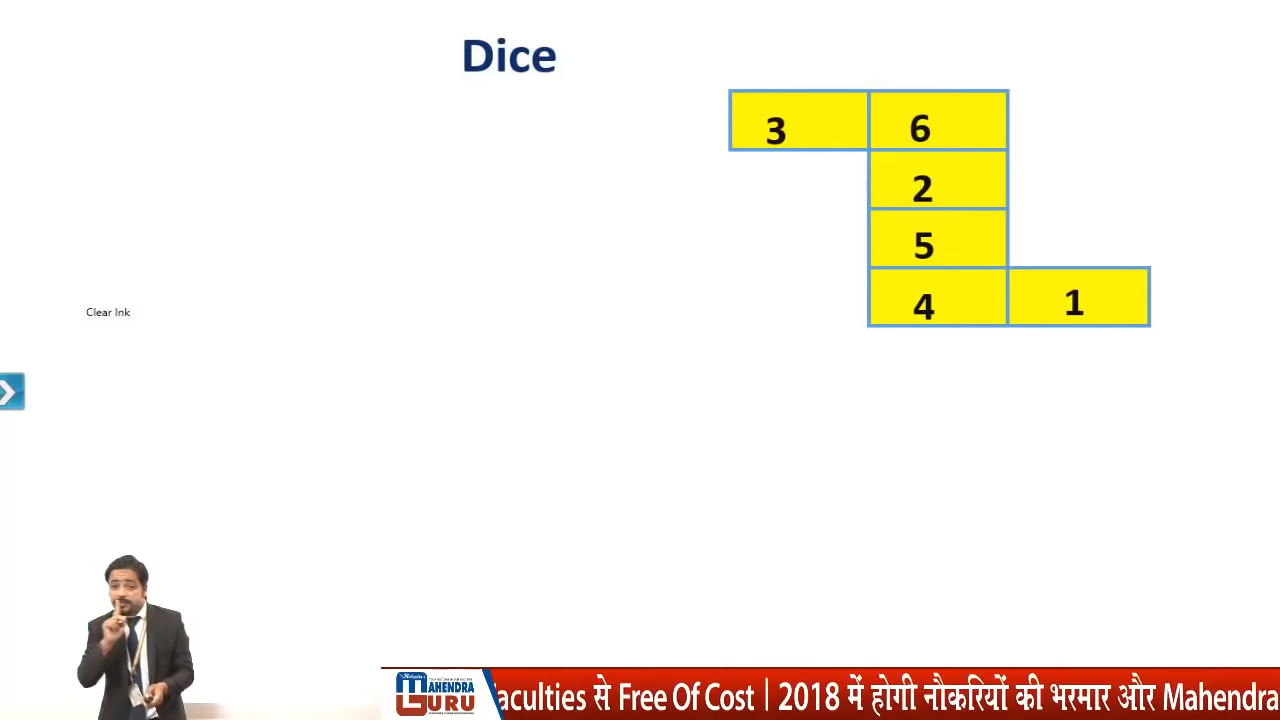 Dice
3 6
2
5
4 1
Clear Ink
MAHENDRA
GURU
faculties से Free Of Cost | 2018 में होगी नौकरियों की भरमार और Mahendra